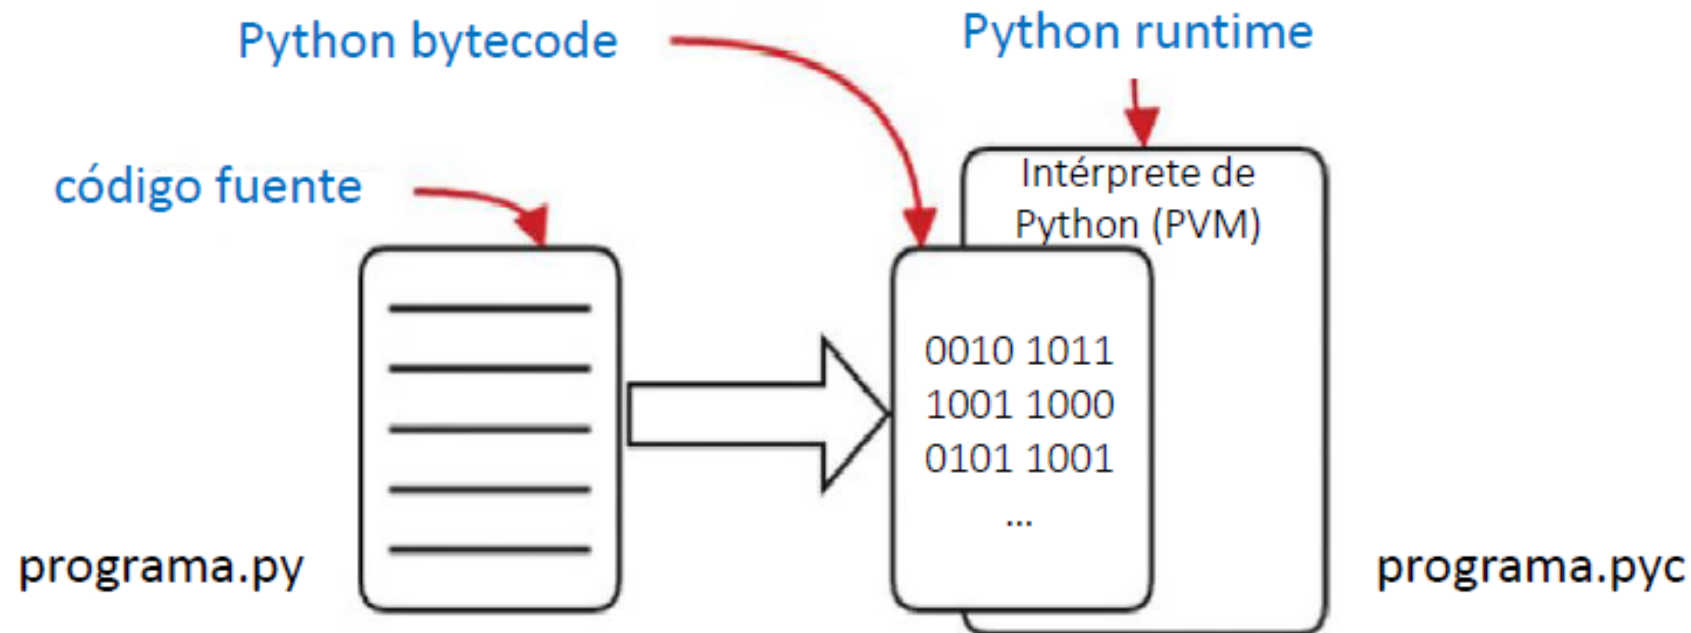 Python bytecode
Python runtime
código fuente
Intérprete de
Python (PVM)
0010 1011
1001 1000
0101 1001
...
programa.py
programa.pyc